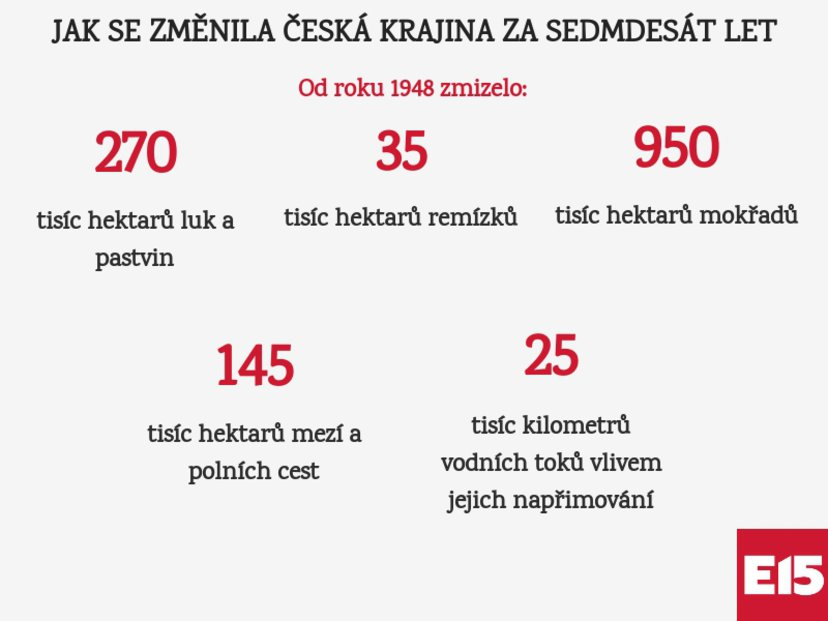 JAK SE ZMĚNILA ČESKÁ KRAJINA ZA SEDMDESÁT LET
Od roku 1948 zmizelo:
270
tisíc hektarů luk a
pastvin
35
tisíc hektarů remízků
950
tisíc hektarů mokřadů
145
tisíc hektarů mezí a
polních cest
25
tisíc kilometrů
vodních toků vlivem
jejich napřimování
E15